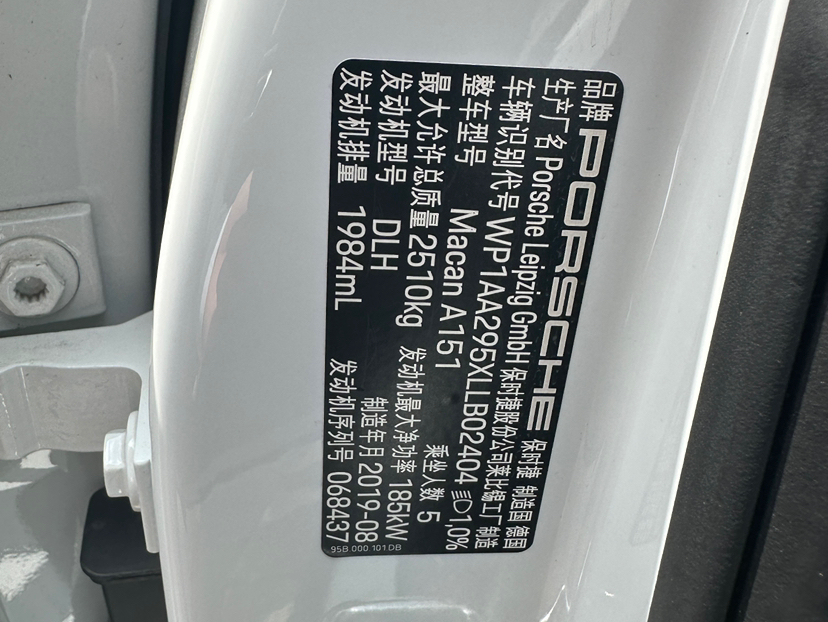 品牌 PORSCHE 保时捷 制造国 德国
生产厂名 Porsche Leipzig GmbH 保时捷股份公司莱比锡工厂制造
车辆识别代号 WP1AA295XLLB02404 1,0%
整车型号 Macan A151 乘坐人数 5
最大允许总质量 2510kg 发动机最大净功率 185kW
发动机型号 DLH 制造年月 2019-08
发动机排量 1984mL 发动机序列号 068437
95B 000 101 DB